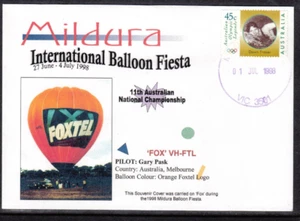 Mildura
International Balloon Fiesta
27 June - 4 July 1998
11th Australian
National Championship
45c
FOXTEL
'FOX' VH-FTL
PILOT: Gary Pask
Country: Australia, Melbourne
Balloon Colour: Orange Foxtel Logo
This Souvenir Cover was carried on 'Fox' during
the 1998 Mildura Balloon Fiesta